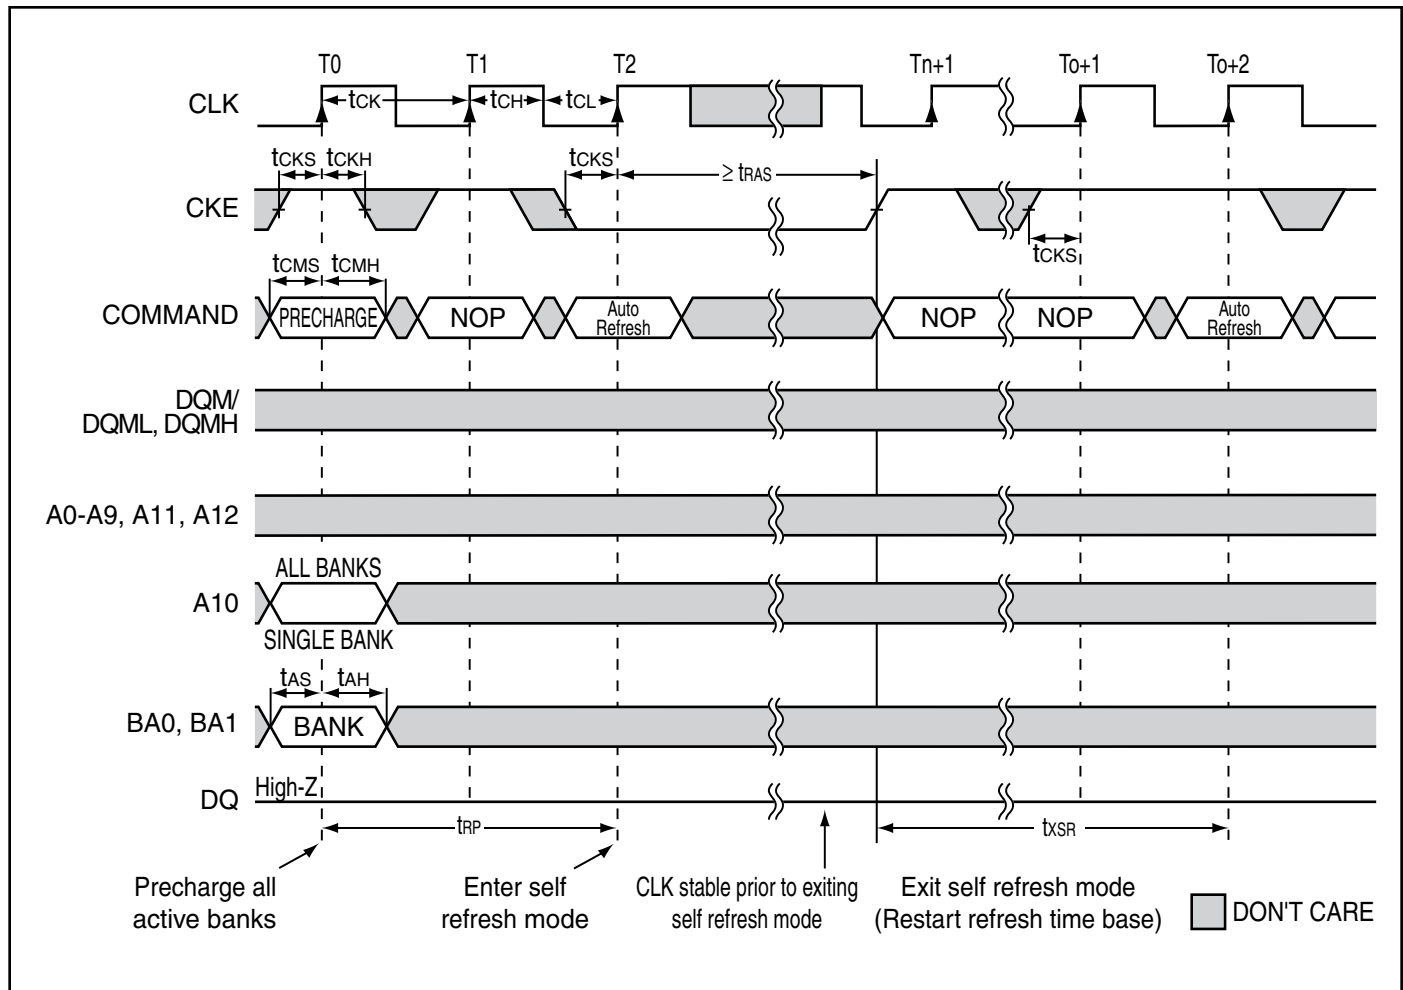 T0 T1 T2 Tn+1 To+1 To+2
CLK tCK tCH tCL
tCKS tCKH tCKS ≥ tRAS
CKE
tCKS
tCMS tCMH
COMMAND PRECHARGE NOP Auto Refresh NOP NOP Auto Refresh
DQM/
DQML, DQMH
A0-A9, A11, A12
ALL BANKS
A10
SINGLE BANK
tAS tAH
BA0, BA1 BANK
High-Z
DQ
tRP tXSR
Precharge all
active banks
Enter self
refresh mode
CLK stable prior to exiting
self refresh mode
Exit self refresh mode
(Restart refresh time base)
DON'T CARE